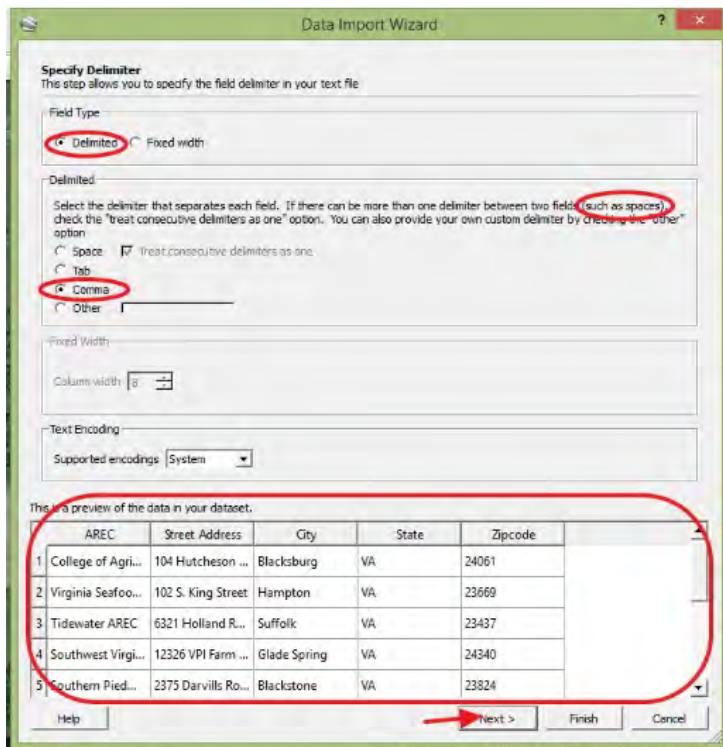 Data Import Wizard
?
×
Specify Delimiter
This step allows you to specify the field delimiter in your text file
Field Type
Delimited Fixed width
Delimited
Select the delimiter that separates each field. If there can be more than one delimiter between two fields (such as spaces),
check the "treat consecutive delimiters as one" option. You can also provide your own custom delimiter by checking the "other"
option
Space Treat consecutive delimiters as one
Tab
Comma
Other
Fixed Width
Column width 8
Text Encoding
Supported encodings System
This is a preview of the data in your dataset.
AREC Street Address City State Zipcode
1 College of Agri... 104 Hutcheson ... Blacksburg VA 24061
2 Virginia Seafoo... 102 S. King Street Hampton VA 23669
3 Tidewater AREC 6321 Holland R... Suffolk VA 23437
4 Southwest Virgi... 12326 VPI Farm ... Glade Spring VA 24340
5 Southern Pied... 2375 Darvills Ro... Blackstone VA 23824
Help Next > Finish Cancel